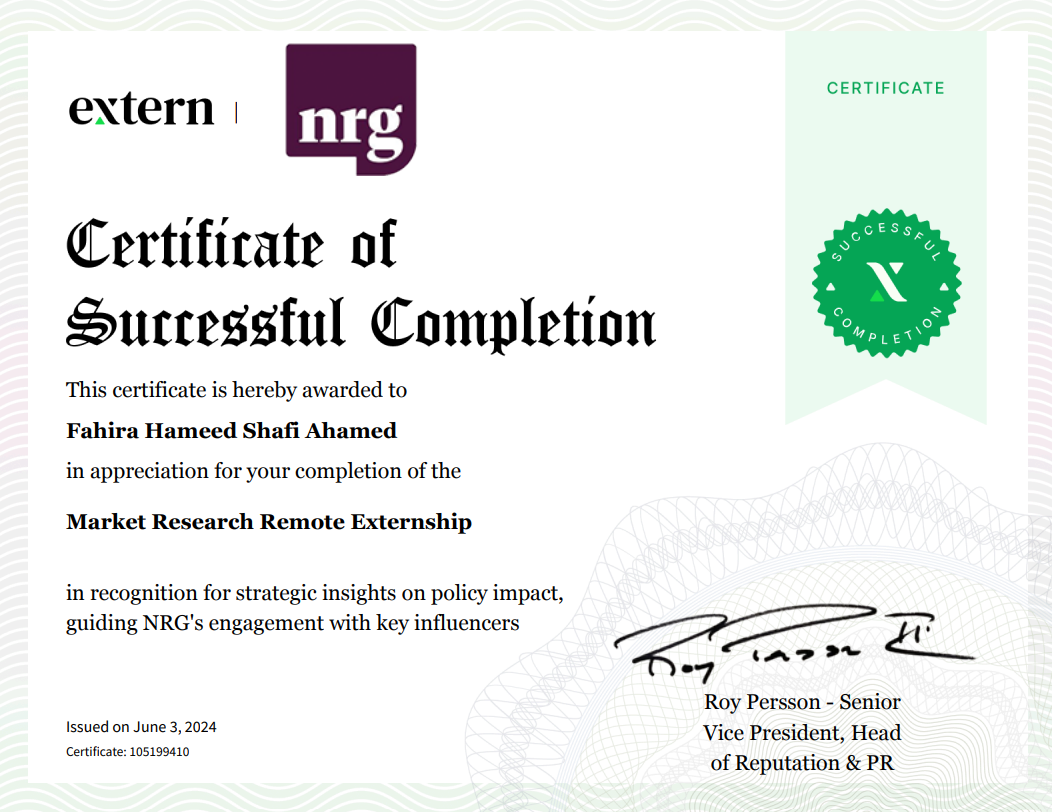 extern |
nrg
CERTIFICATE
SUCCESSFUL
COMPLETION
Certificate of
Successful Completion
This certificate is hereby awarded to
Fahira Hameed Shafi Ahamed
in appreciation for your completion of the
Market Research Remote Externship
in recognition for strategic insights on policy impact,
guiding NRG's engagement with key influencers
Roy Persson III
Roy Persson - Senior
Vice President, Head
of Reputation & PR
Issued on June 3, 2024
Certificate: 105199410